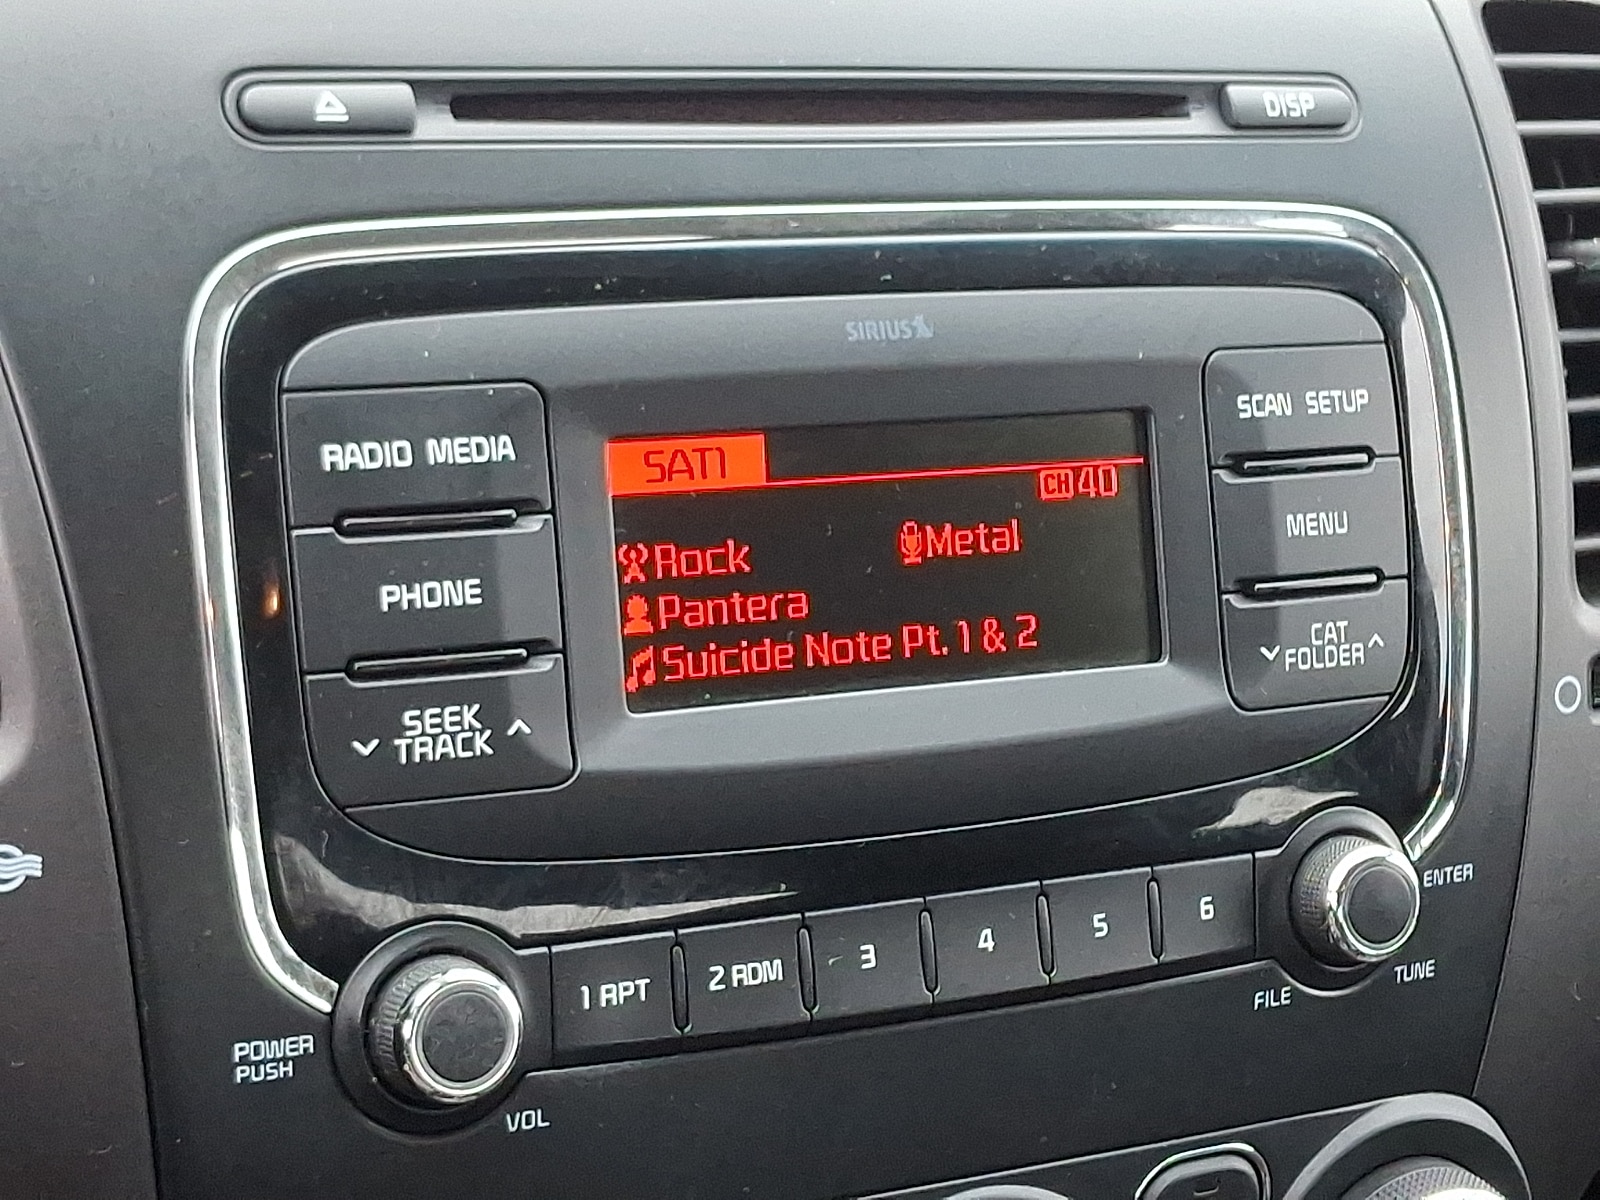 DISP
SIRIUS
RADIO MEDIA
SCAN SETUP
SAT1
CH 40
Rock Metal
PHONE
MENU
Pantera
Suicide Note Pt. 1 & 2
SEEK
TRACK
CAT
FOLDER
1 RPT
2 RDM
3
4
5
6
ENTER
TUNE
FILE
POWER
PUSH
VOL